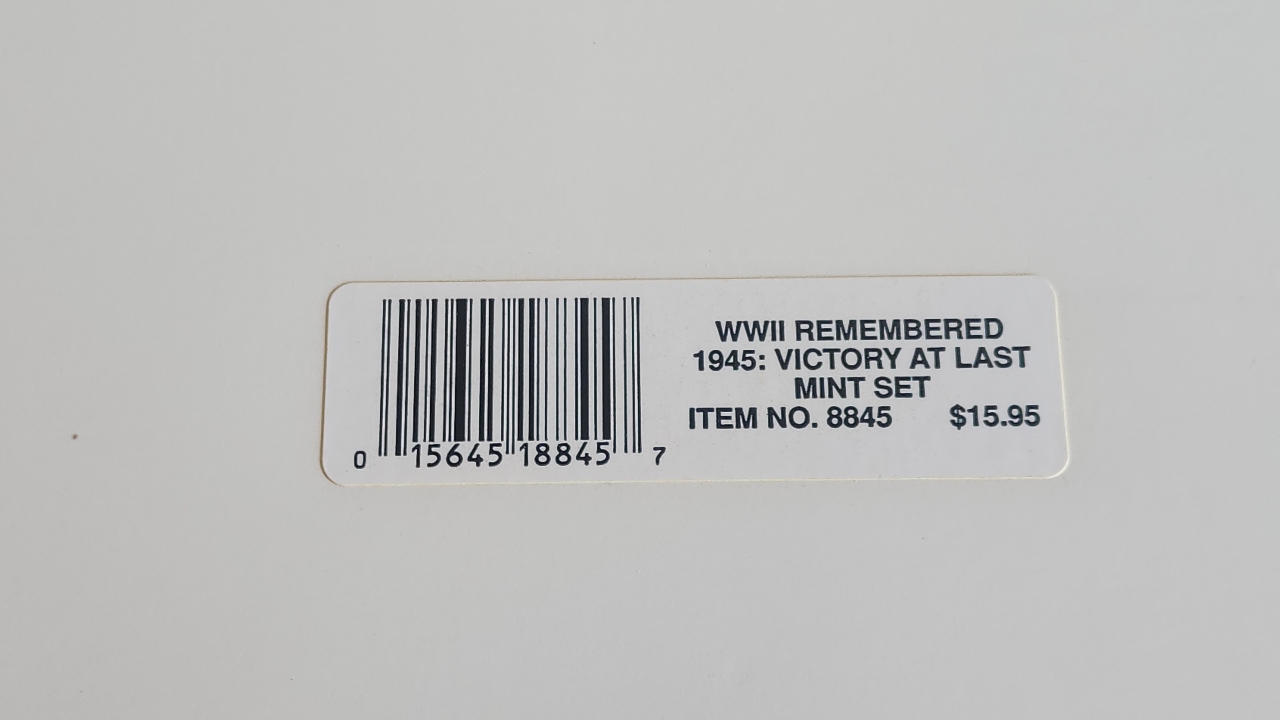 WWII REMEMBERED
1945: VICTORY AT LAST
MINT SET
ITEM NO. 8845 $15.95
0 15645 18845 7